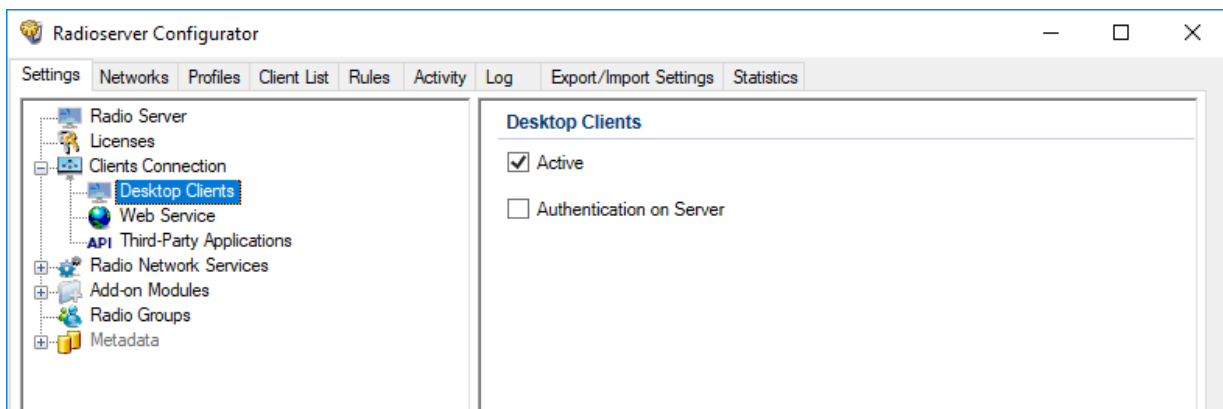 Radioserver Configurator
Settings Networks Profiles Client List Rules Activity Log Export/Import Settings Statistics
Radio Server
Licenses
Clients Connection
Desktop Clients
Web Service
API Third-Party Applications
Radio Network Services
Add-on Modules
Radio Groups
Metadata
Desktop Clients
Active
Authentication on Server